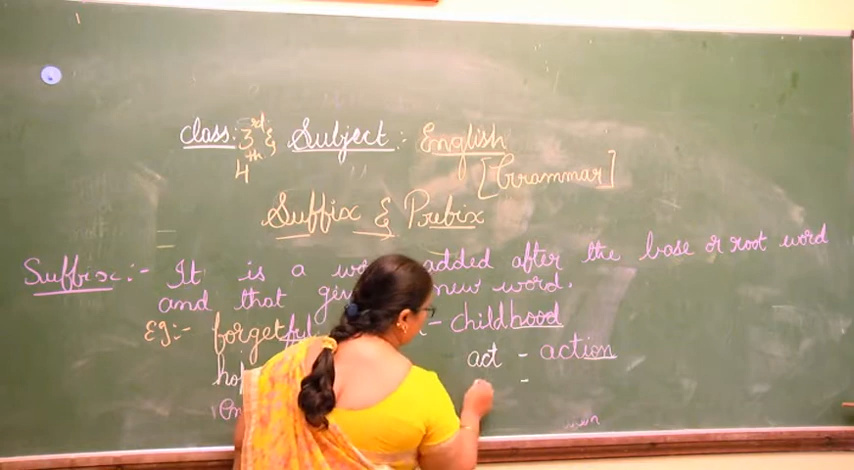 Class: 3rd & Subject: English
4th [Grammar]
Suffix & Prefix
Suffix:- It is a added after the base or root word
and that new word.
Eg:- forgetful - childhood
act - action
-